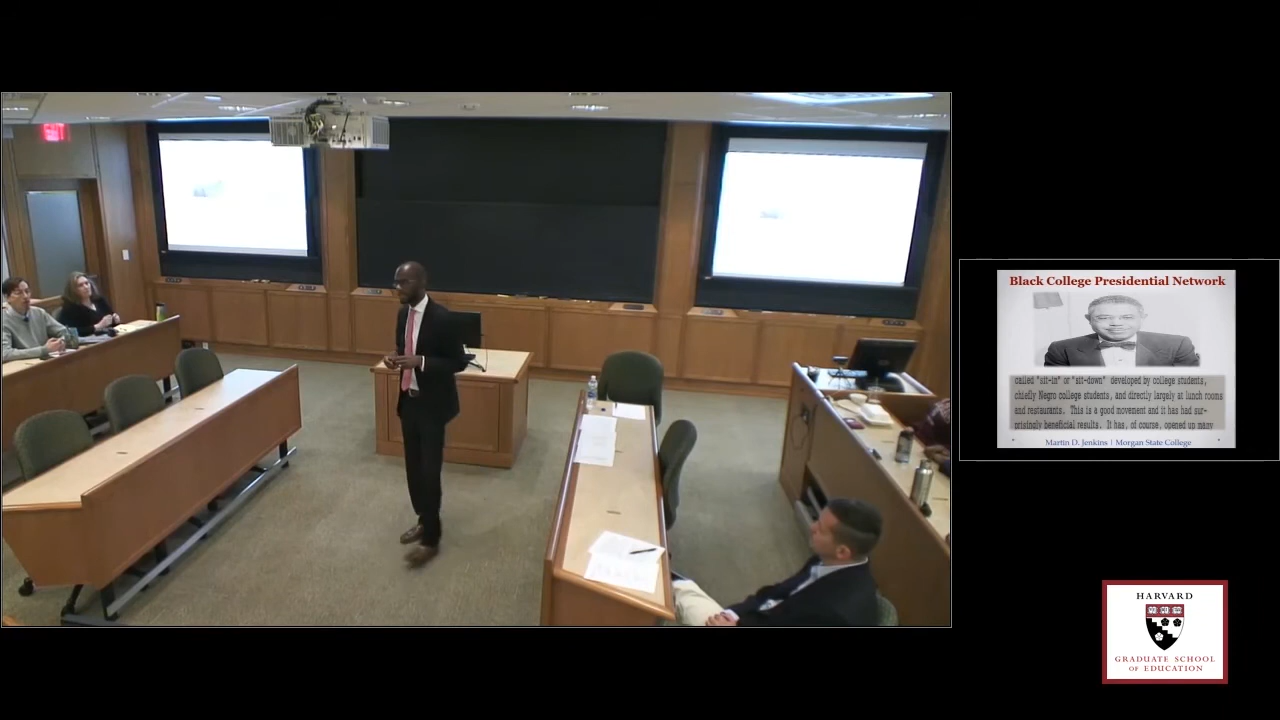 Black College Presidential Network
called "sit-in" or "sit-down" developed by college students,
chiefly Negro college students, and directly largely at lunch rooms
and restaurants. This is a good movement and it has had sur-
prisingly beneficial results. It has, of course, opened up many
Martin D. Jenkins | Morgan State College
HARVARD
GRADUATE SCHOOL
OF EDUCATION